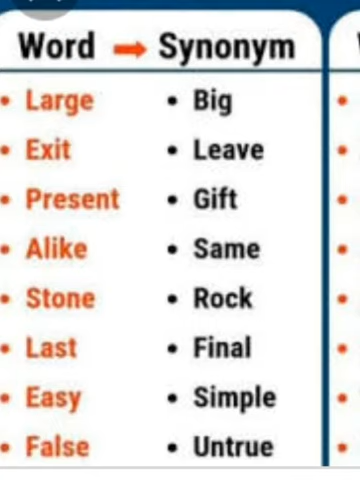 Word ➡ Synonym
• Large • Big
• Exit • Leave
• Present • Gift
• Alike • Same
• Stone • Rock
• Last • Final
• Easy • Simple
• False • Untrue